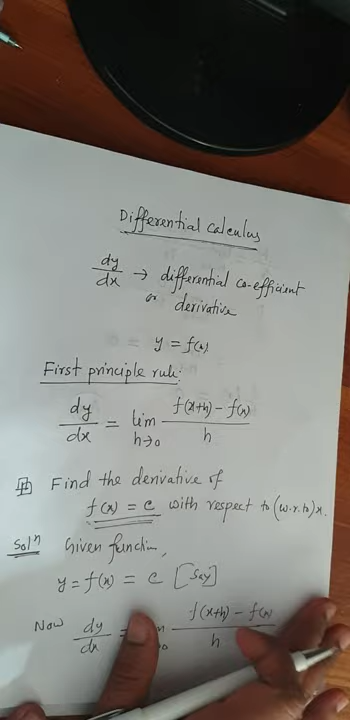 Differential Calculus
dy/dx → differential co-efficient
or derivative
y = f(x).
First principle rule:
dy/dx = lim h→0 f(x+h) - f(x) / h
Find the derivative of
f(x) = c with respect to (w.r.to) x.
Solⁿ Given function,
y = f(x) = c [Say]
Now dy/dx = f(x+h) - f(x) / h